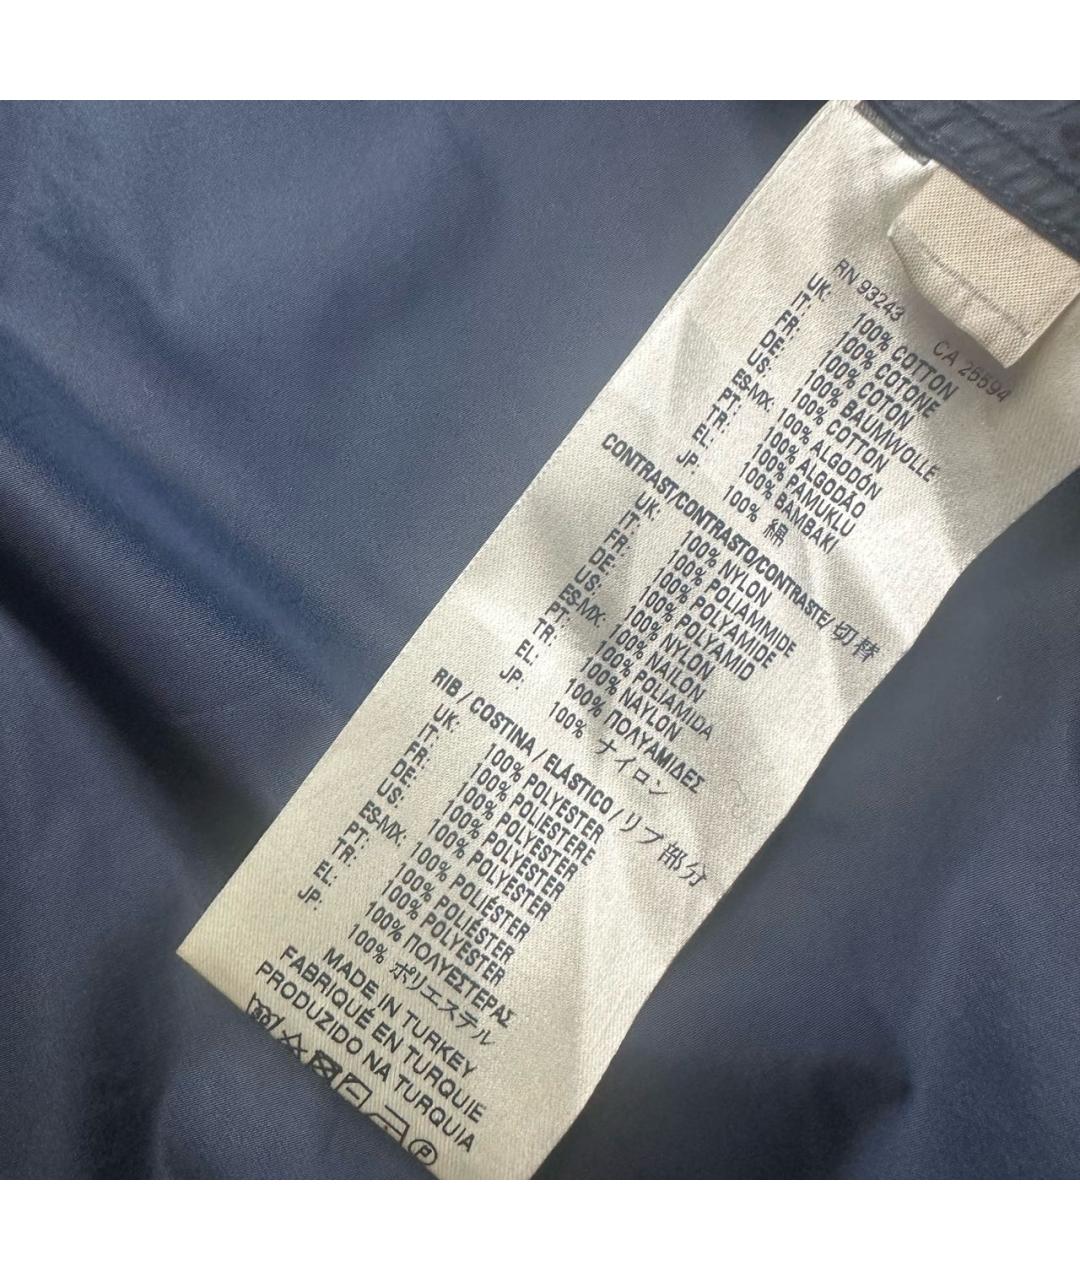 RN 93243 CA 25594
UK: 100% COTTON
IT: 100% COTONE
FR: 100% COTON
DE: 100% BAUMWOLLE
US: 100% COTTON
ES-MX: 100% ALGODÓN
PT: 100% ALGODÃO
TR: 100% PAMUKLU
EL: 100% BAMBAKI
JP: 100% 綿
CONTRAST/CONTRASTO/CONTRASTE/切替
UK: 100% NYLON
IT: 100% POLIAMMIDE
FR: 100% POLYAMIDE
DE: 100% POLYAMID
US: 100% NYLON
ES-MX: 100% NAILON
PT: 100% POLIAMIDA
TR: 100% NAYLON
EL: 100% ΠΟΛΥΑΜΙΔΕΣ
JP: 100% ナイロン
RIB / COSTINA / ELÁSTICO / リブ部分
UK: 100% POLYESTER
IT: 100% POLIESTERE
FR: 100% POLYESTER
DE: 100% POLYESTER
US: 100% POLYESTER
ES-MX: 100% POLIÉSTER
PT: 100% POLIÉSTER
TR: 100% POLYESTER
EL: 100% ΠΟΛΥΕΣΤΕΡΑΣ
JP: 100% ポリエステル
MADE IN TURKEY
FABRIQUÉ EN TURQUIE
PRODUZIDO NA TURQUIA
30
P